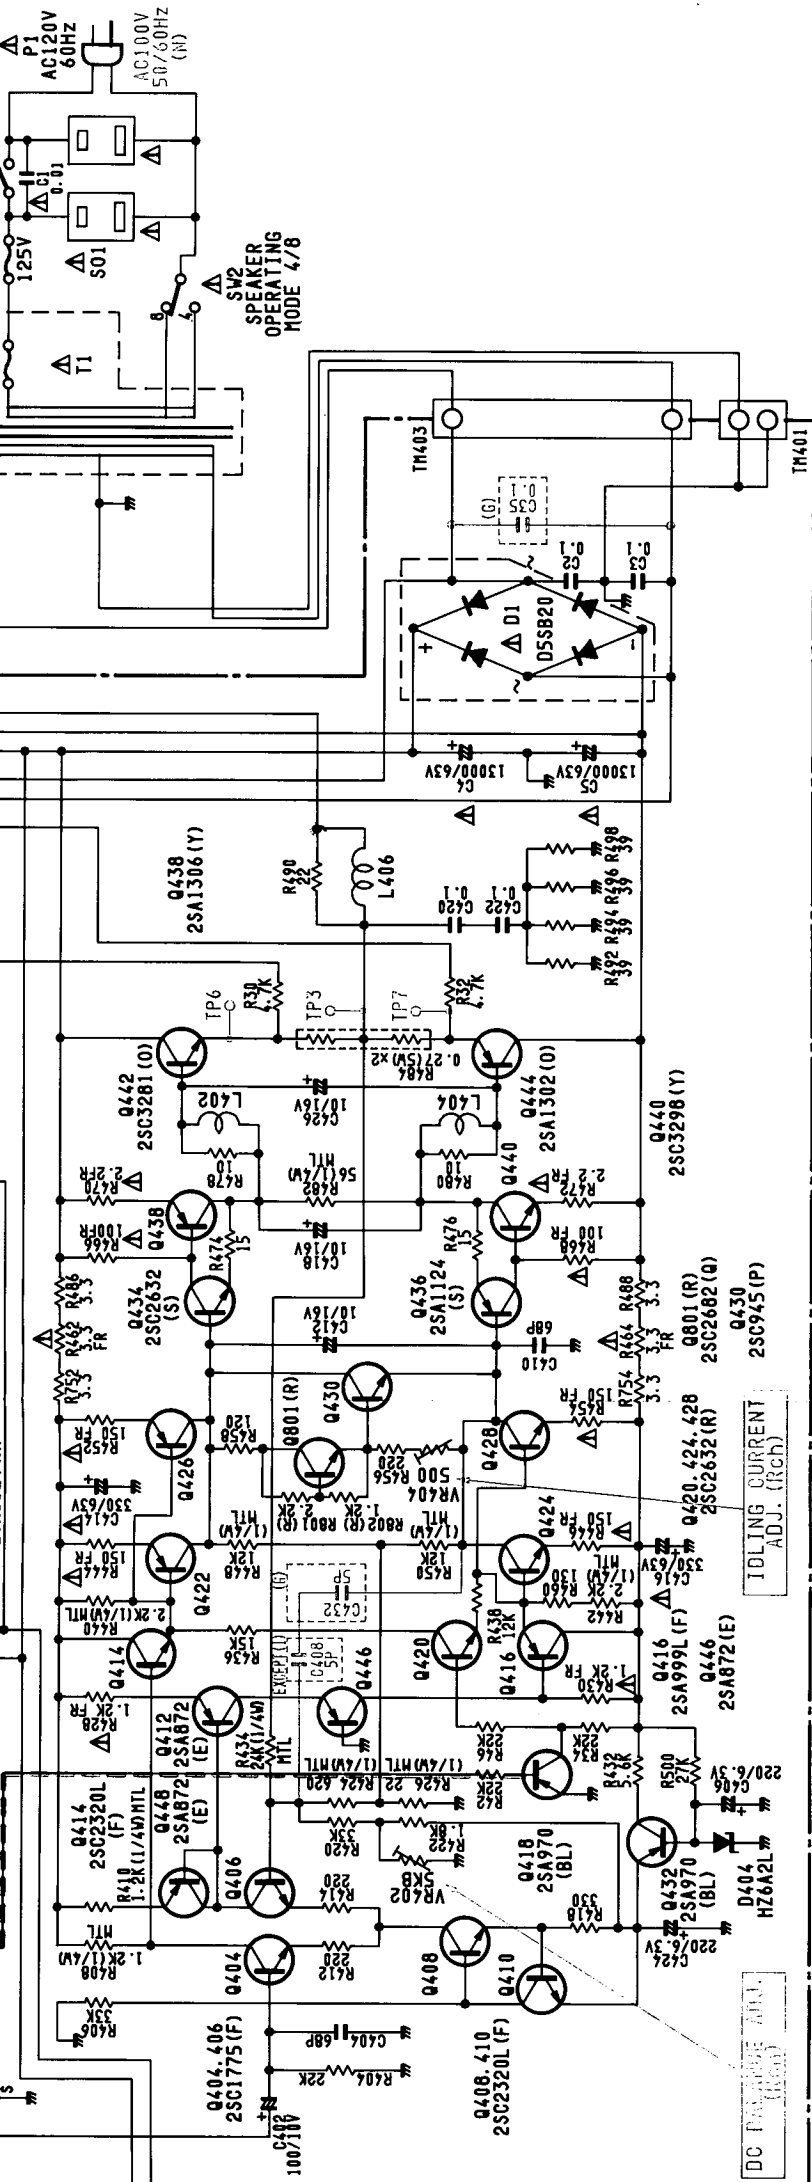 P1
AC120V
60Hz
AC100V
50/60Hz
(N)
C1
0.01
125V
SO1
SW2
SPEAKER
OPERATING
MODE 4/8
8
4
T1
TM403
TM401
(G)
C35
0.1
C2
0.1
C3
0.1
D1
D5SB20
+
-
~
~
+
C4
13000/63V
+
C5
13000/63V
Q438
2SA1306(Y)
R490
22
L406
C420
0.1
C422
0.1
R498
39
R496
39
R494
39
R492
39
TP6
TP3
TP7
R30
4.7K
R32
4.7K
R484
0.27(5W)x2
Q442
2SC3281(O)
Q444
2SA1302(O)
Q440
2SC3298(Y)
L402
L404
C426
10/16V
R478
10
R480
10
R482
56(1/4W)
MTL
R470
2.2FR
R472
2.2 FR
Q438
Q440
R466
100FR
R468
100 FR
R474
15
R476
15
C418
10/16V
Q434
2SC2632
(S)
Q436
2SA1124
(S)
R486
3.3
R462
3.3
FR
R752
3.3
R488
3.3
R464
3.3
FR
R754
3.3
C412
10/16V
C410
68P
Q801(R)
2SC2682(Q)
Q430
2SC945(P)
Q430
Q801(R)
R458
120
R801(R) 2.2K
R802(R) 1.2K
R456
220
VR404
500
R452
150 FR
R454
150 FR
Q426
Q428
C414
330/63V
C416
330/63V
Q420.424.428
2SC2632(R)
IDLING CURRENT
ADJ. (Rch)
R444
150 FR
R446
150 FR
Q422
Q424
R448
12K
(1/4W)
MTL
R450
12K
(1/4W)
MTL
(G)
C432
5P
C408
5P
R440
2.2K(1/4W)MTL
R436
15K
R438
12K
R460
130
R442
2.2K
(1/4W)
MTL
Q414
Q420
Q416
Q446
Q416
2SA999L(F)
Q446
2SA872(E)
R428
1.2K FR
R430
1.2K FR
Q412
2SA872
(E)
R434
24K(1/4W)
MTL
R424 620
(1/4W)MTL
R426 22
(1/4W)MTL
R46
22K
R34
22K
R42
22K
R432
5.6K
R500
27K
C406
220/6.3V
Q414
2SC2320L
(F)
Q448
2SA872
(E)
R410
1.2K(1/4W)MTL
R408
1.2K(1/4W)
MTL
R420
33K
R422
1.8K
VR402
5KB
Q418
2SA970
(BL)
Q432
2SA970
(BL)
D404
HZ6A2L
Q404
Q406
R412
220
R414
220
R418
330
C424
220/6.3V
Q408
Q410
R406
33K
Q404.406
2SC1775(F)
C404
68P
R404
22K
C402
100/10V
Q408.410
2SC2320L(F)
S